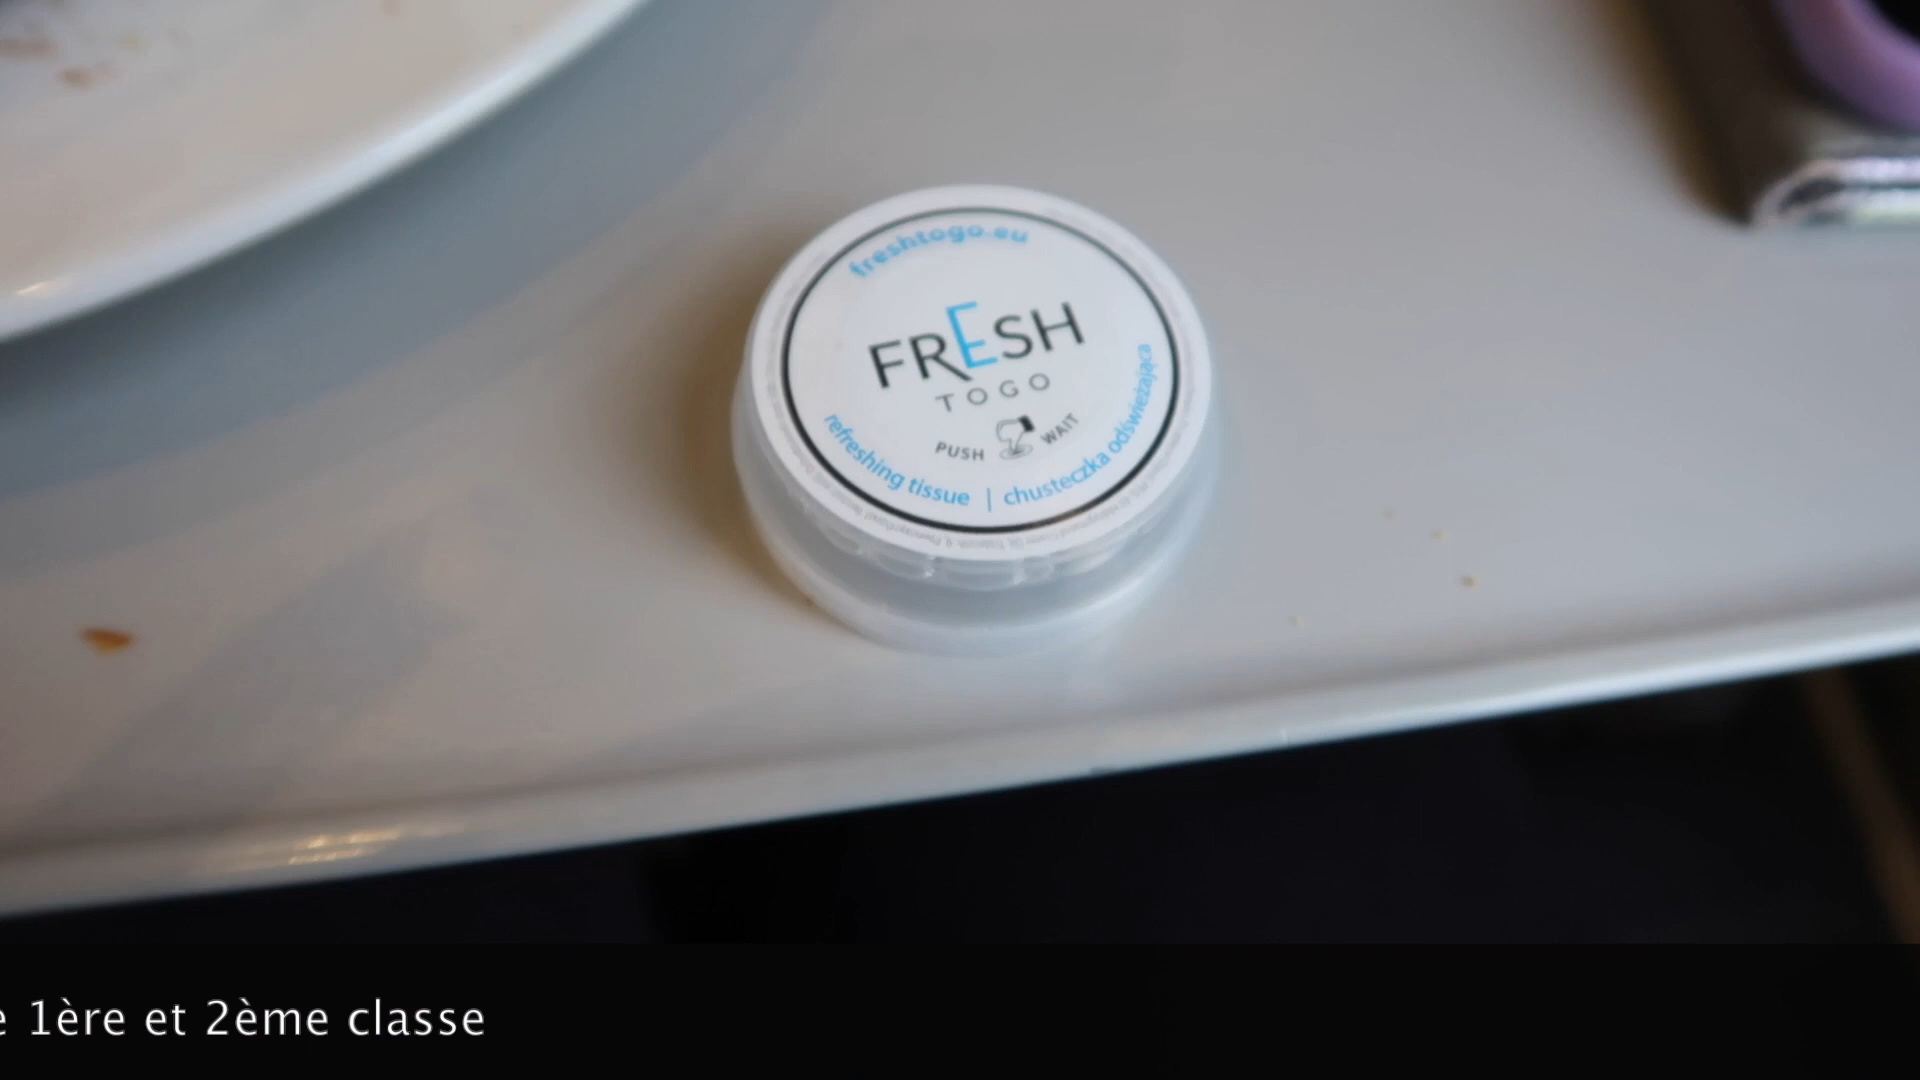 freshtogo.eu
FRESH
TOGO
PUSH WAIT
refreshing tissue | chusteczka odświeżająca
1ère et 2ème classe